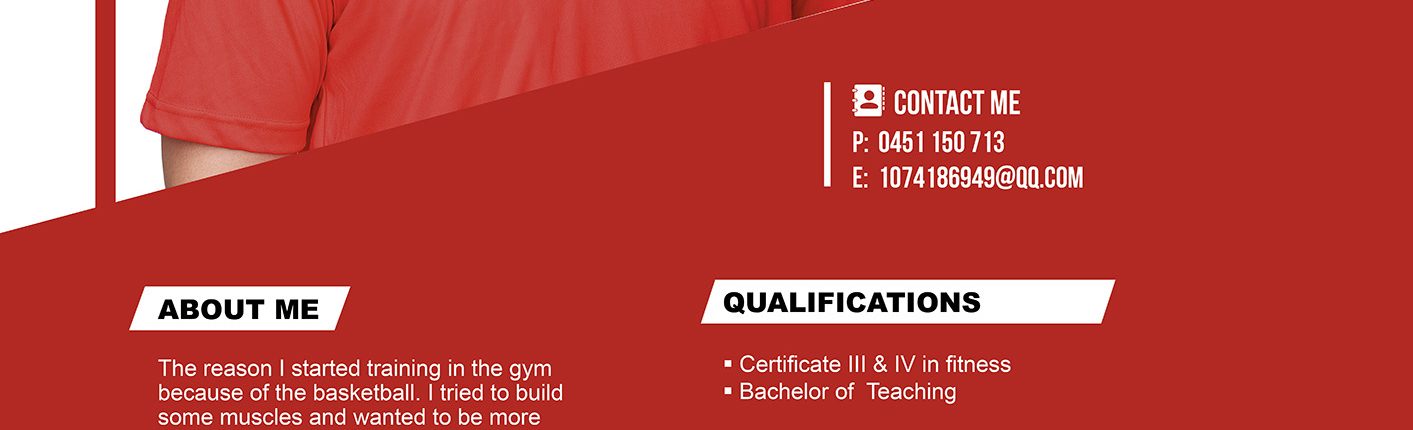 CONTACT ME
P: 0451 150 713
E: 1074186949@QQ.COM
ABOUT ME
The reason I started training in the gym
because of the basketball. I tried to build
some muscles and wanted to be more
QUALIFICATIONS
▪ Certificate III & IV in fitness
▪ Bachelor of Teaching